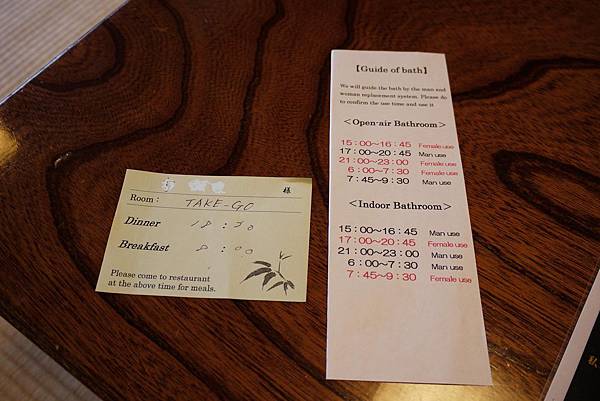 様
Room : TAKE-GO
Dinner 18 : 30
Breakfast 8 : 00
Please come to restaurant
at the above time for meals.
【Guide of bath】
We will guide the bath by the man and
woman replacement system. Please do
to confirm the use time and use it
＜Open-air Bathroom＞
15：00～16：45 Female use
17：00～20：45 Man use
21：00～23：00 Female use
6：00～7：30 Female use
7：45～9：30 Man use
＜Indoor Bathroom＞
15：00～16：45 Man use
17：00～20：45 Female use
21：00～23：00 Man use
6：00～7：30 Man use
7：45～9：30 Female use